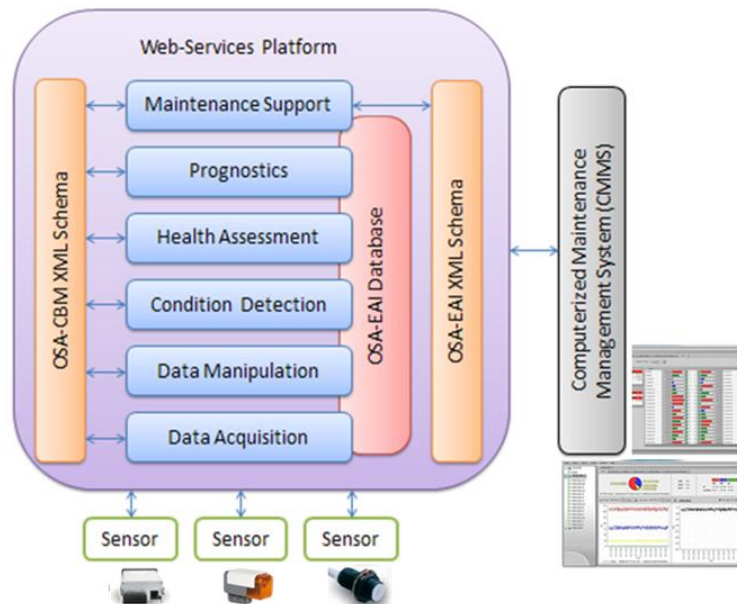 Web-Services Platform
OSA-CBM XML Schema
Maintenance Support
Prognostics
Health Assessment
Condition Detection
Data Manipulation
Data Acquisition
OSA-EAI Database
OSA-EAI XML Schema
Computerized Maintenance
Management System (CMMS)
Sensor
Sensor
Sensor